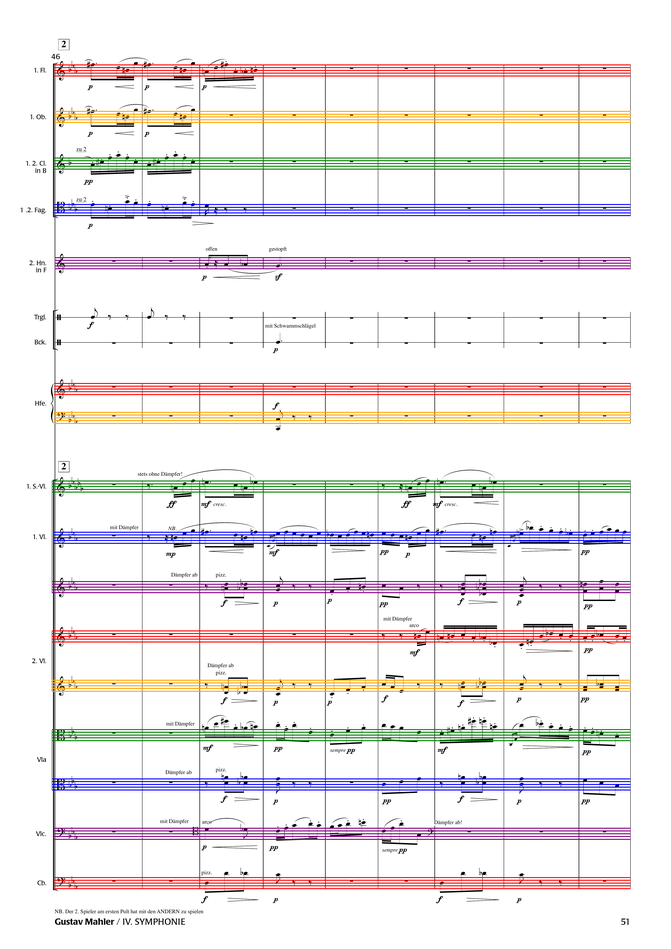 2
46
1. Fl.
p p p
1. Ob.
p p
zu 2
1. 2. Cl.
in B
pp
zu 2
1 .2. Fag.
p
offen gestopft
2. Hn.
in F
p sf
Trgl.
f
mit Schwammschlägel
Bck.
p
Hfe.
f
2
stets ohne Dämpfer!
1. S.-Vl.
ff mf cresc. ff mf cresc.
mit Dämpfer NB.
1. Vl.
mp mf pp p pp
Dämpfer ab pizz.
f p p pp f p pp
mit Dämpfer
arco
mf pp
2. Vl.
Dämpfer ab
pizz.
f p p f f p pp
mit Dämpfer
mf pp sempre pp mf pp
Vla
Dämpfer ab pizz.
f p pp f p pp
mit Dämpfer arco Dämpfer ab!
Vlc.
p pp sempre pp
pizz.
Cb.
f p f p
NB. Der 2. Spieler am ersten Pult hat mit den ANDERN zu spielen
Gustav Mahler / IV. SYMPHONIE 51